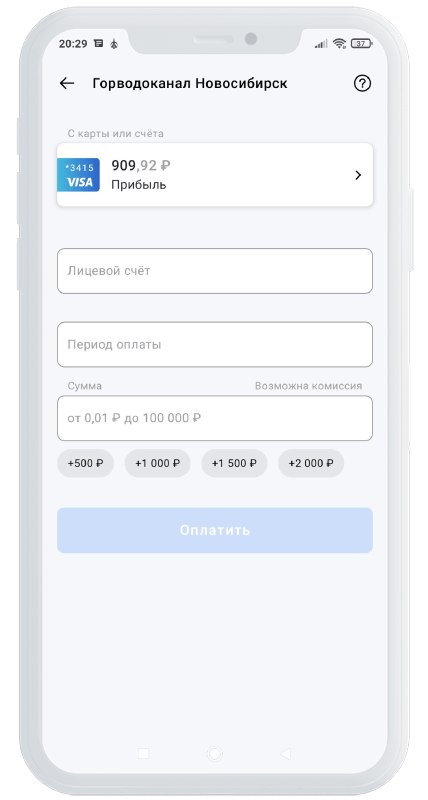 20:29
37
Горводоканал Новосибирск
?
С карты или счёта
*3415
VISA
909,92 ₽
Прибыль
Лицевой счёт
Период оплаты
Сумма Возможна комиссия
от 0,01 ₽ до 100 000 ₽
+500 ₽ +1 000 ₽ +1 500 ₽ +2 000 ₽
Оплатить